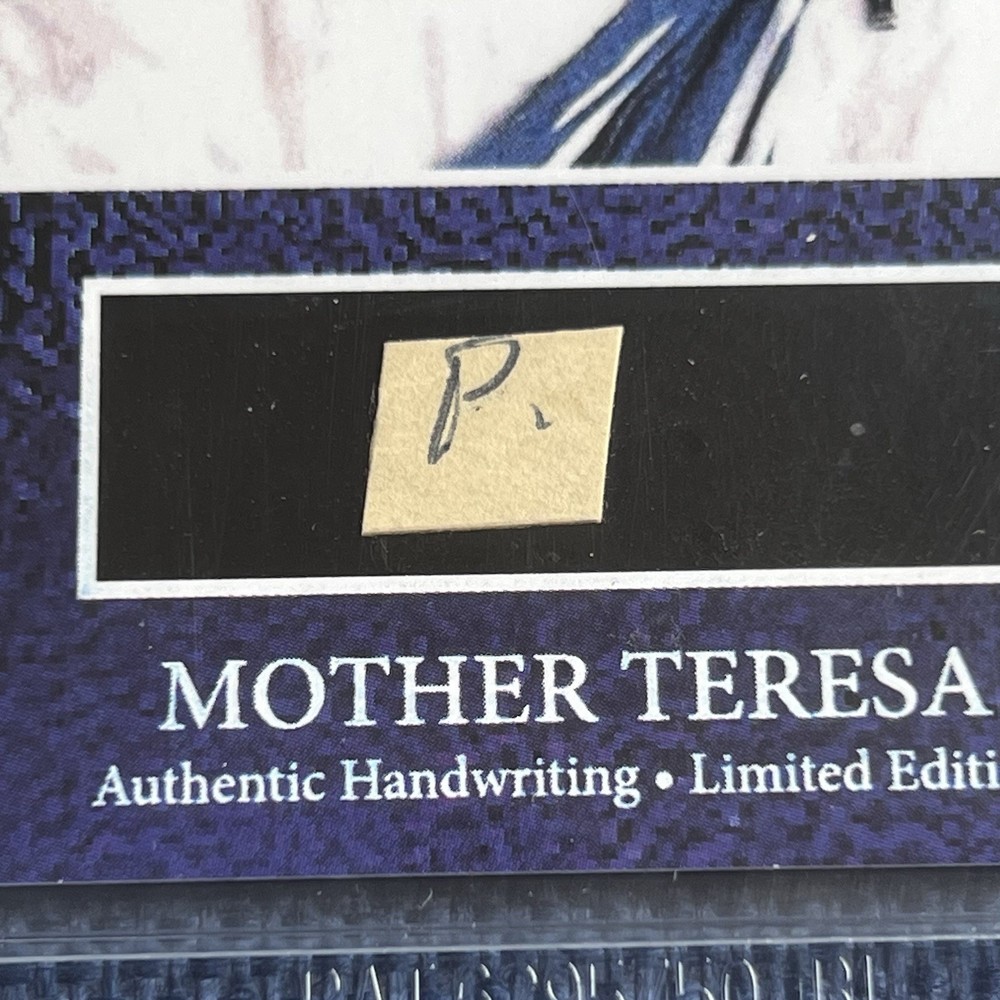 P.
MOTHER TERESA
Authentic Handwriting • Limited Editi